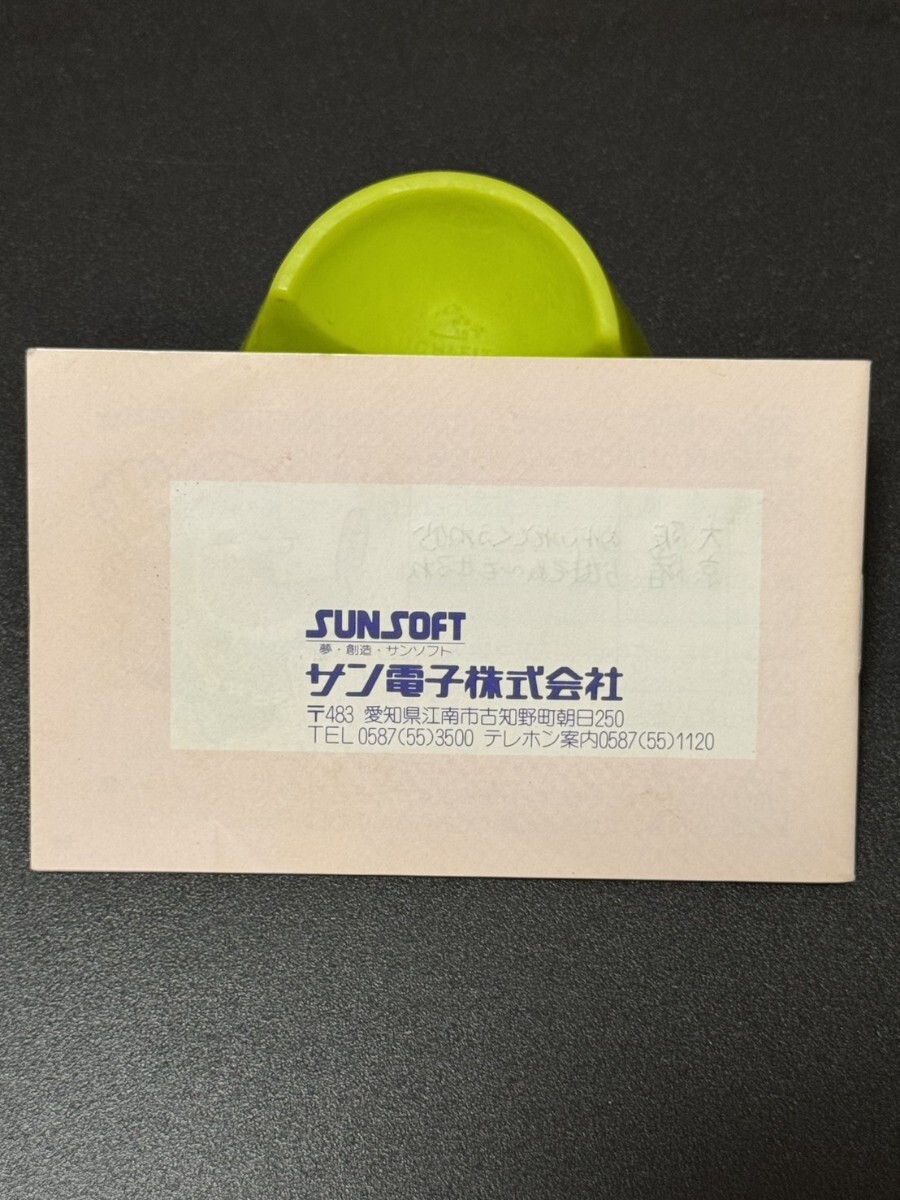 SUNSOFT
夢・創造・サンソフト
サン電子株式会社
〒483 愛知県江南市古知野町朝日250
TEL 0587(55)3500 テレホン案内0587(55)1120